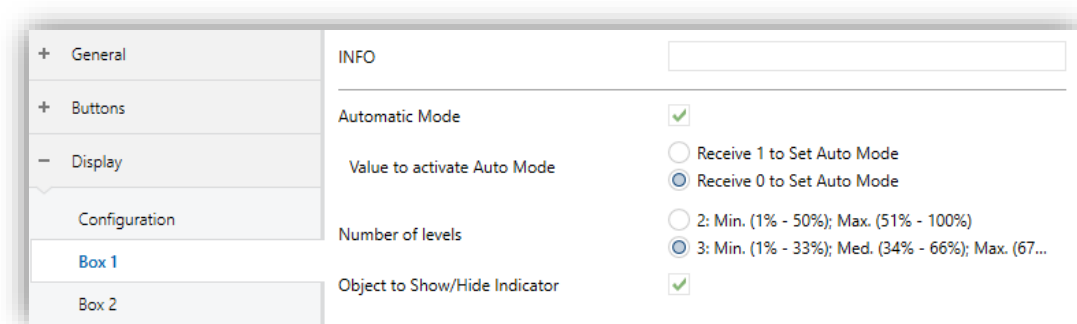 General
Buttons
Display
Configuration
Box 1
Box 2
INFO
Automatic Mode
Value to activate Auto Mode
Receive 1 to Set Auto Mode
Receive 0 to Set Auto Mode
Number of levels
2: Min. (1% - 50%); Max. (51% - 100%)
3: Min. (1% - 33%); Med. (34% - 66%); Max. (67...
Object to Show/Hide Indicator